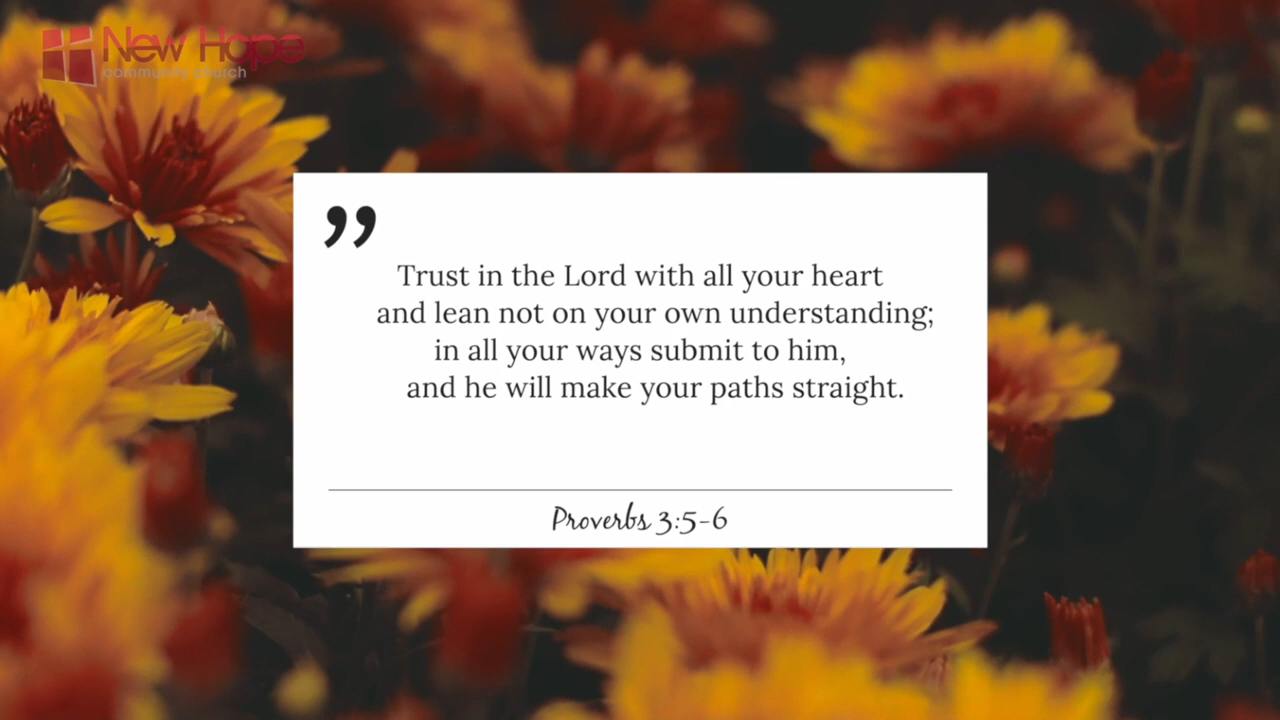 New Hope
community church
”
Trust in the Lord with all your heart
and lean not on your own understanding;
in all your ways submit to him,
and he will make your paths straight.
Proverbs 3:5-6